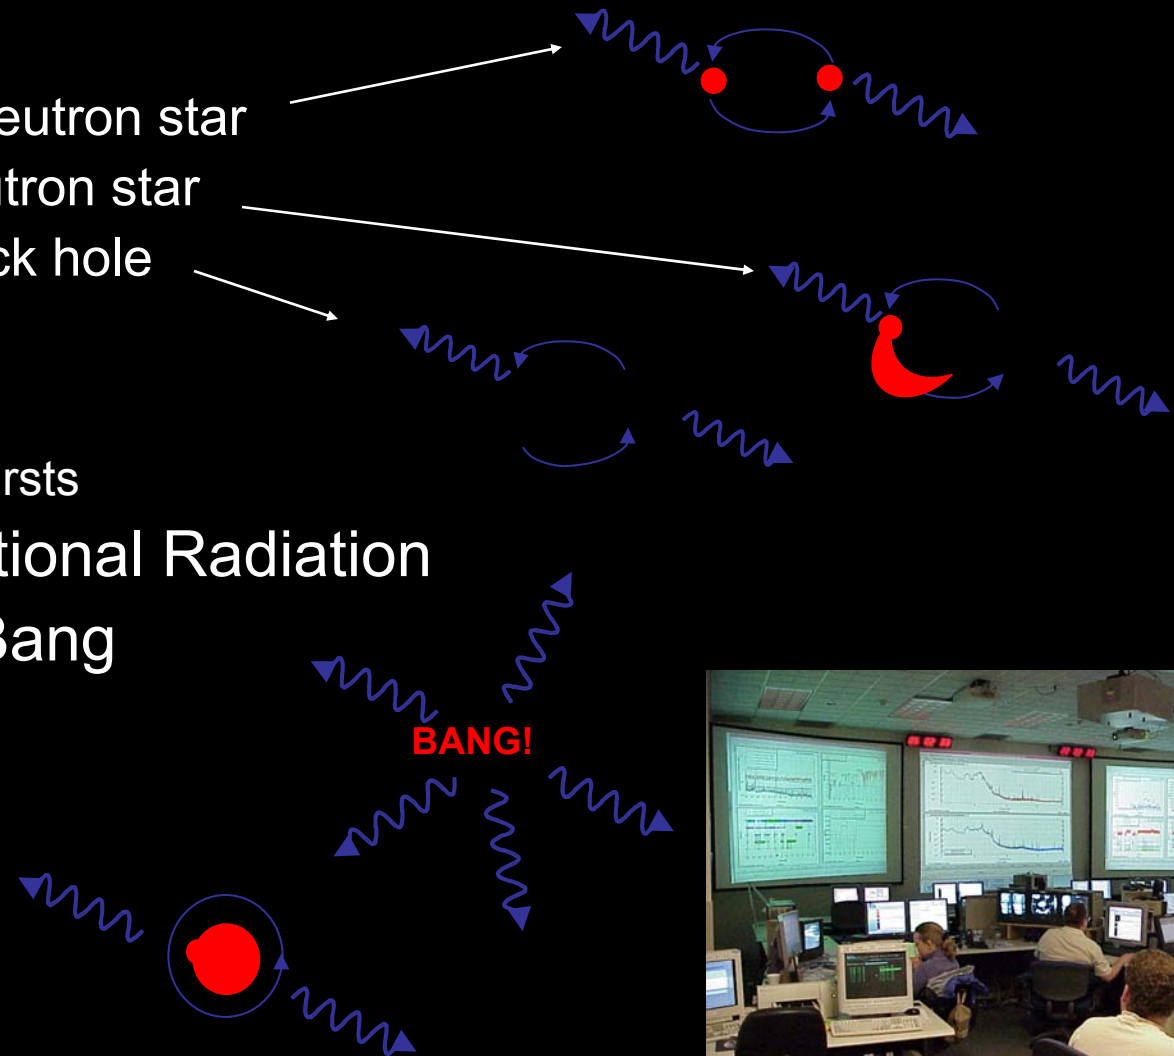 eutron star
tron star
ck hole
rsts
tional Radiation
Bang
BANG!